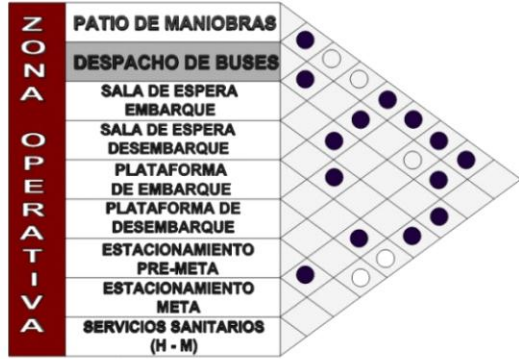 ZONA OPERATIVA
PATIO DE MANIOBRAS
DESPACHO DE BUSES
SALA DE ESPERA
EMBARQUE
SALA DE ESPERA
DESEMBARQUE
PLATAFORMA
DE EMBARQUE
PLATAFORMA DE
DESEMBARQUE
ESTACIONAMIENTO
PRE-META
ESTACIONAMIENTO
META
SERVICIOS SANITARIOS
(H - M)